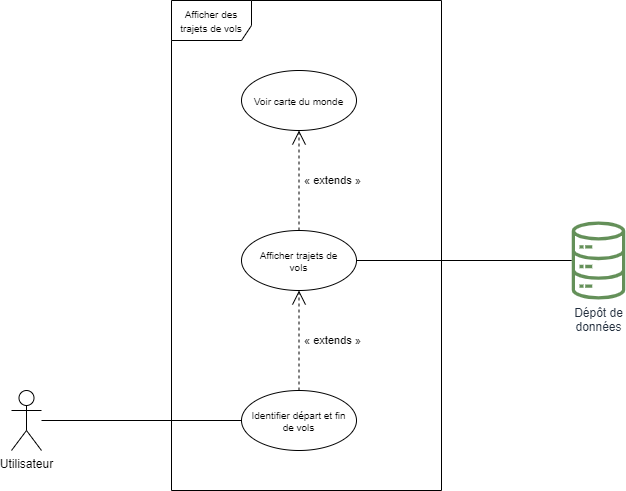 Afficher des
trajets de vols
Voir carte du monde
« extends »
Afficher trajets de
vols
Dépôt de
données
« extends »
Identifier départ et fin
de vols
Utilisateur